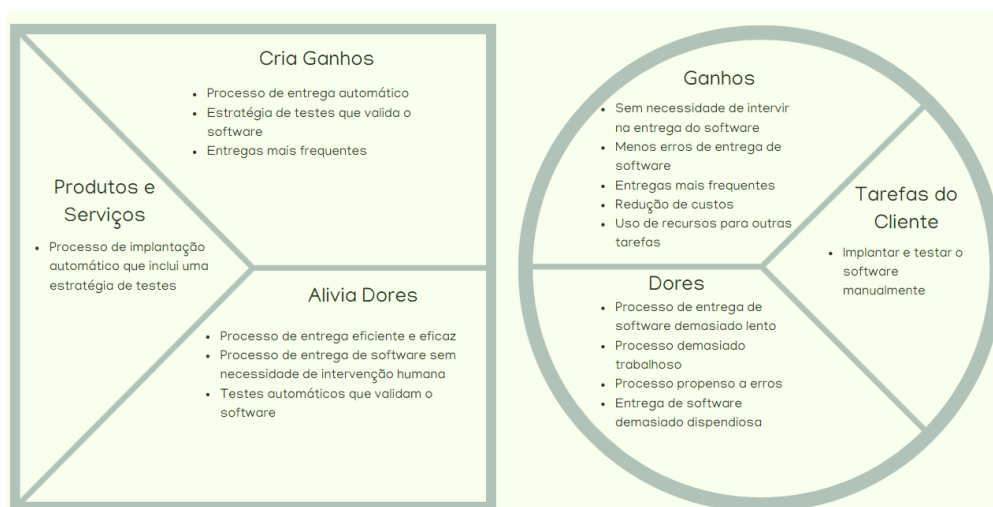 Cria Ganhos
• Processo de entrega automático
• Estratégia de testes que valida o
software
• Entregas mais frequentes
Produtos e
Serviços
• Processo de implantação
automático que inclui uma
estratégia de testes
Alivia Dores
• Processo de entrega eficiente e eficaz
• Processo de entrega de software sem
necessidade de intervenção humana
• Testes automáticos que validam o
software
Ganhos
• Sem necessidade de intervir
na entrega do software
• Menos erros de entrega de
software
• Entregas mais frequentes
• Redução de custos
• Uso de recursos para outras
tarefas
Tarefas do
Cliente
• Implantar e testar o
software
manualmente
Dores
• Processo de entrega de
software demasiado lento
• Processo demasiado
trabalhoso
• Processo propenso a erros
• Entrega de software
demasiado dispendiosa